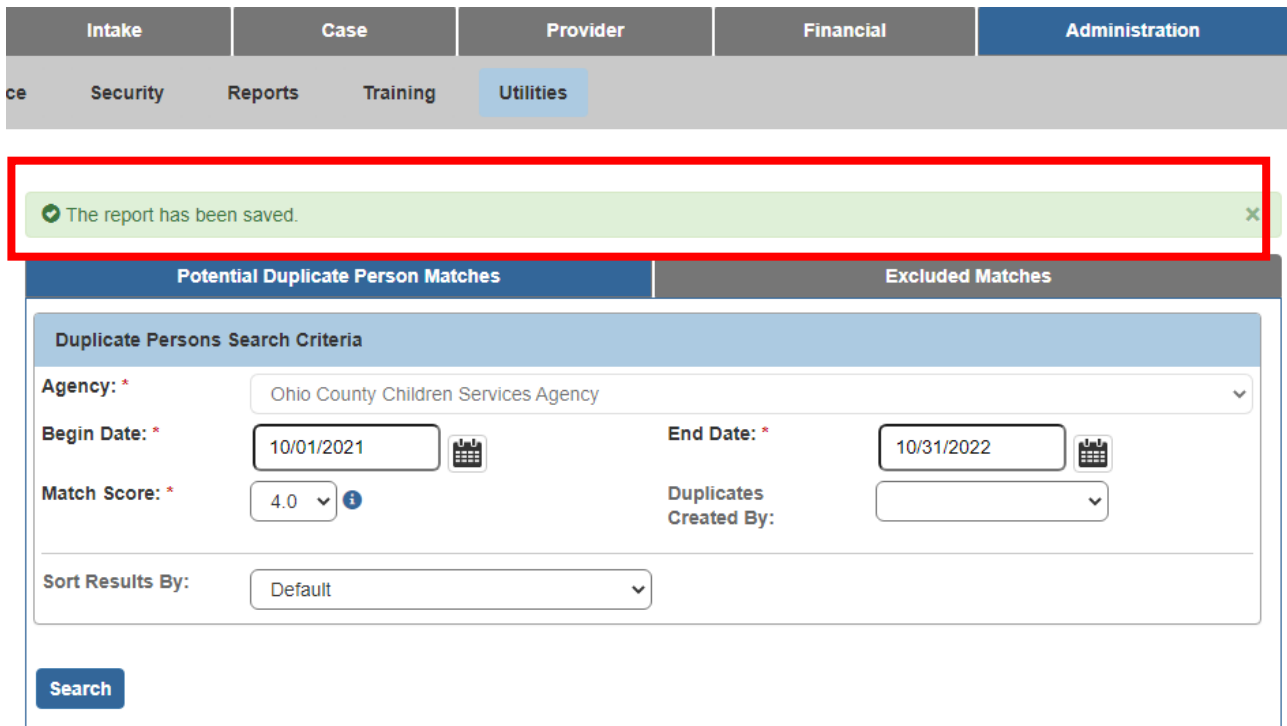 Intake Case Provider Financial Administration
ce Security Reports Training Utilities
The report has been saved. ×
Potential Duplicate Person Matches Excluded Matches
Duplicate Persons Search Criteria
Agency: * Ohio County Children Services Agency
Begin Date: * 10/01/2021 End Date: * 10/31/2022
Match Score: * 4.0 Duplicates
Created By:
Sort Results By: Default
Search